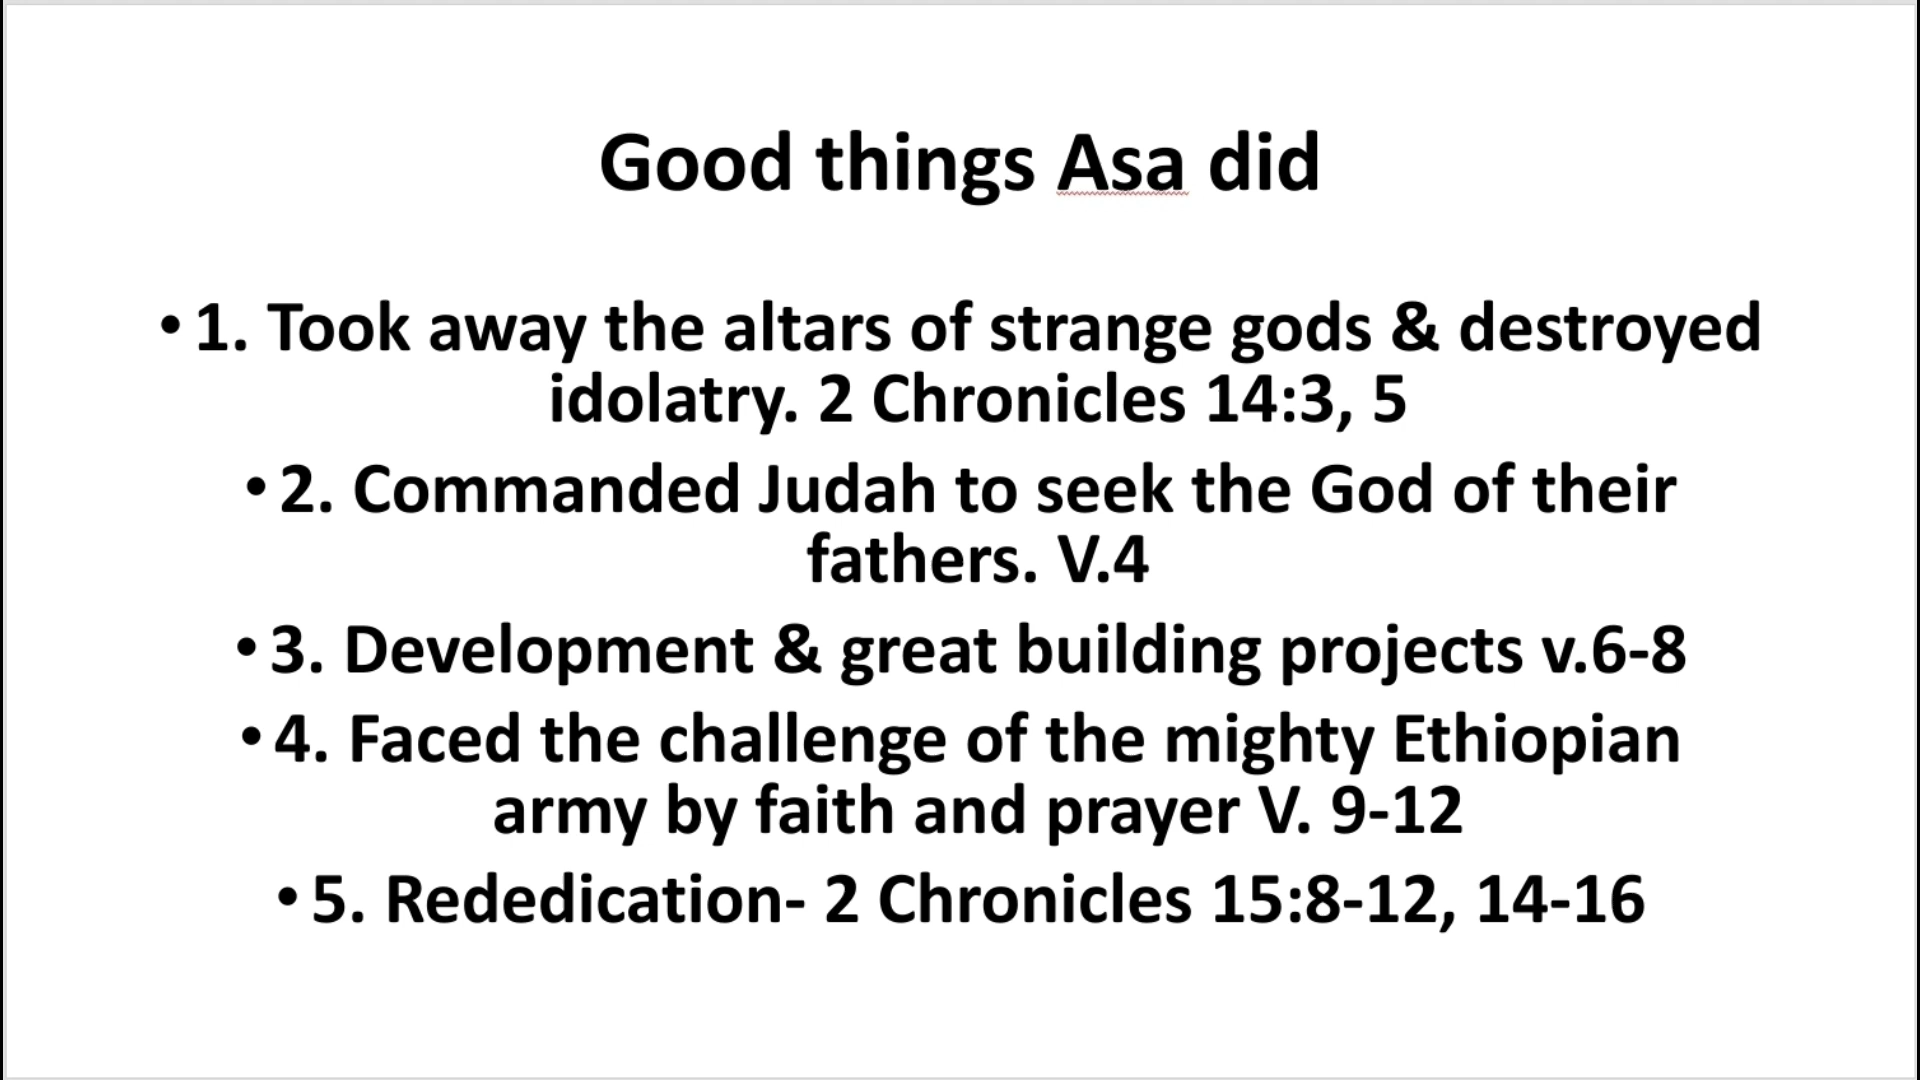 Good things Asa did
• 1. Took away the altars of strange gods & destroyed
idolatry. 2 Chronicles 14:3, 5
• 2. Commanded Judah to seek the God of their
fathers. V.4
• 3. Development & great building projects v.6-8
• 4. Faced the challenge of the mighty Ethiopian
army by faith and prayer V. 9-12
• 5. Rededication- 2 Chronicles 15:8-12, 14-16